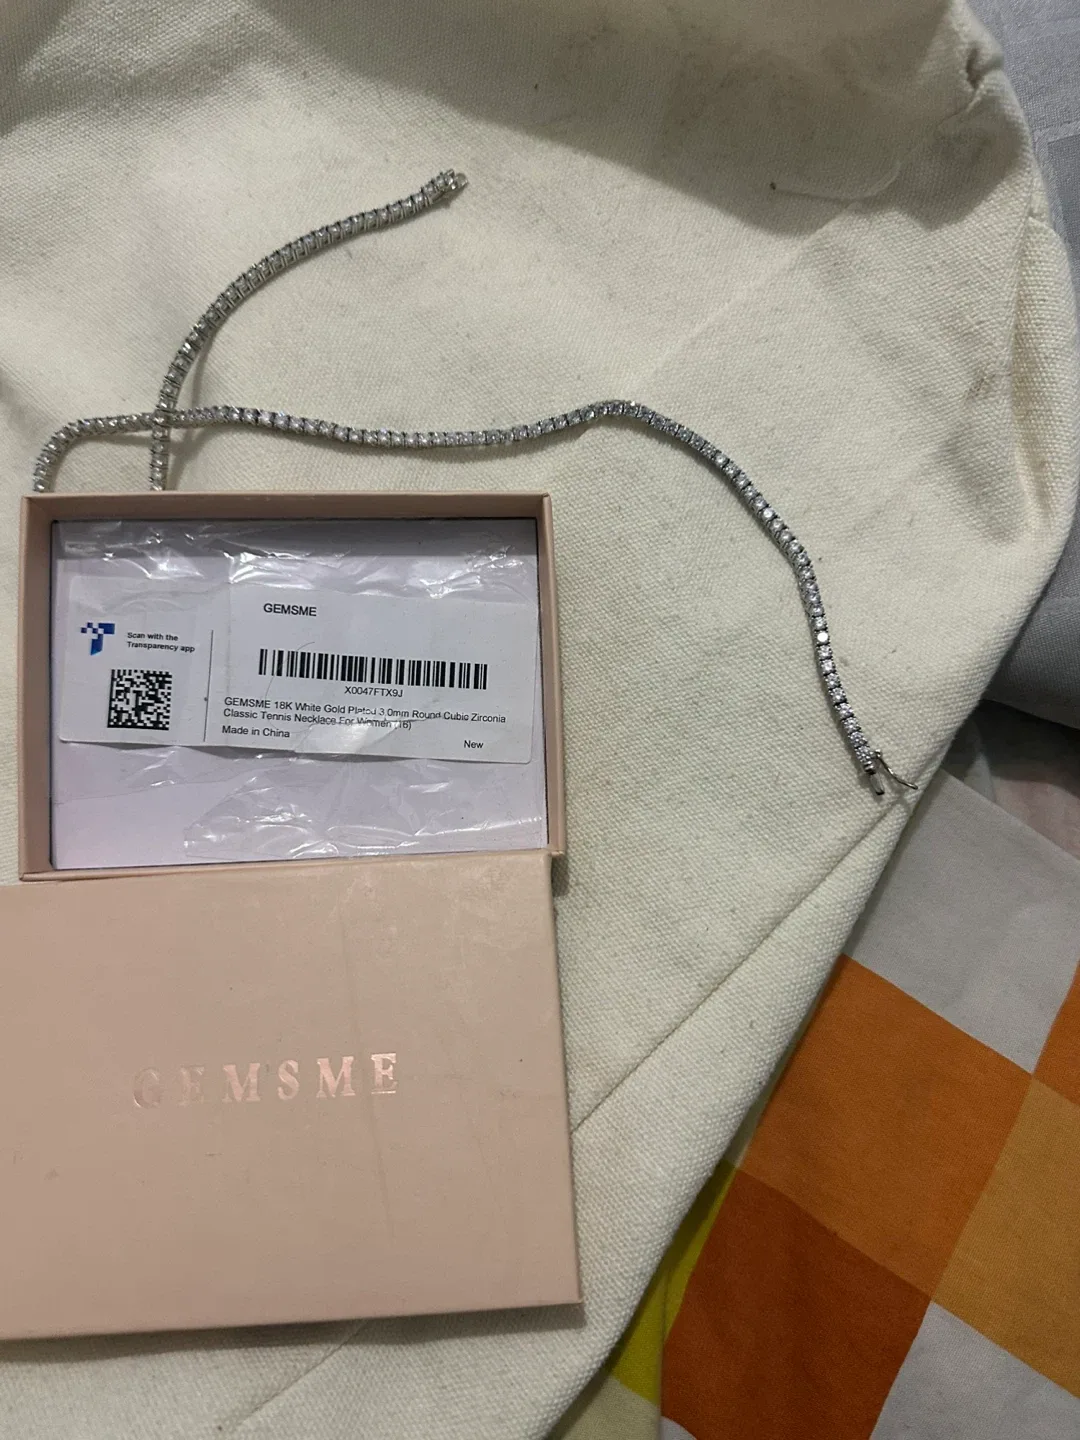 GEMSME
Scan with the
Transparency app
X0047FTX9J
GEMSME 18K White Gold Plated 3.0mm Round Cubic Zirconia
Classic Tennis Necklace For Women (16)
Made in China
New
GEMSME